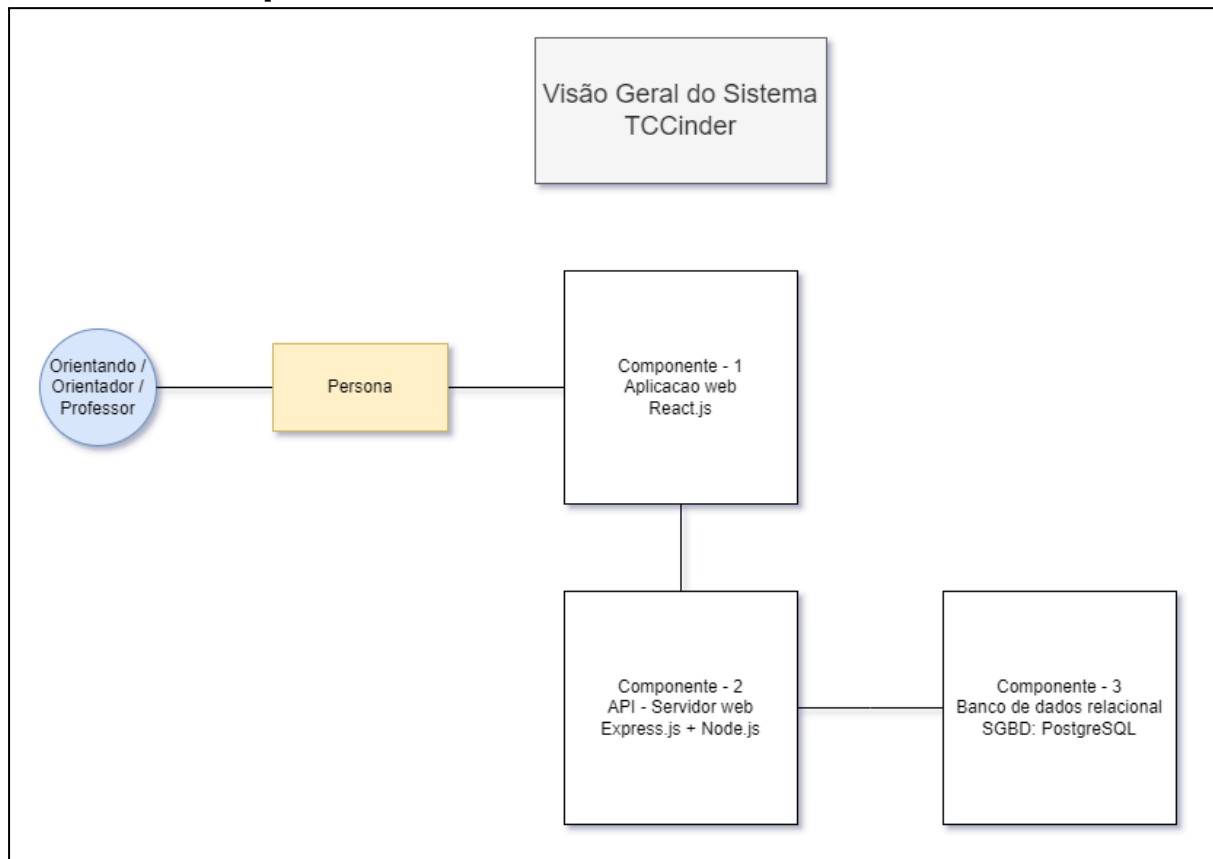 Visão Geral do Sistema
TCCinder
Orientando /
Orientador /
Professor
Persona
Componente - 1
Aplicacao web
React.js
Componente - 2
API - Servidor web
Express.js + Node.js
Componente - 3
Banco de dados relacional
SGBD: PostgreSQL